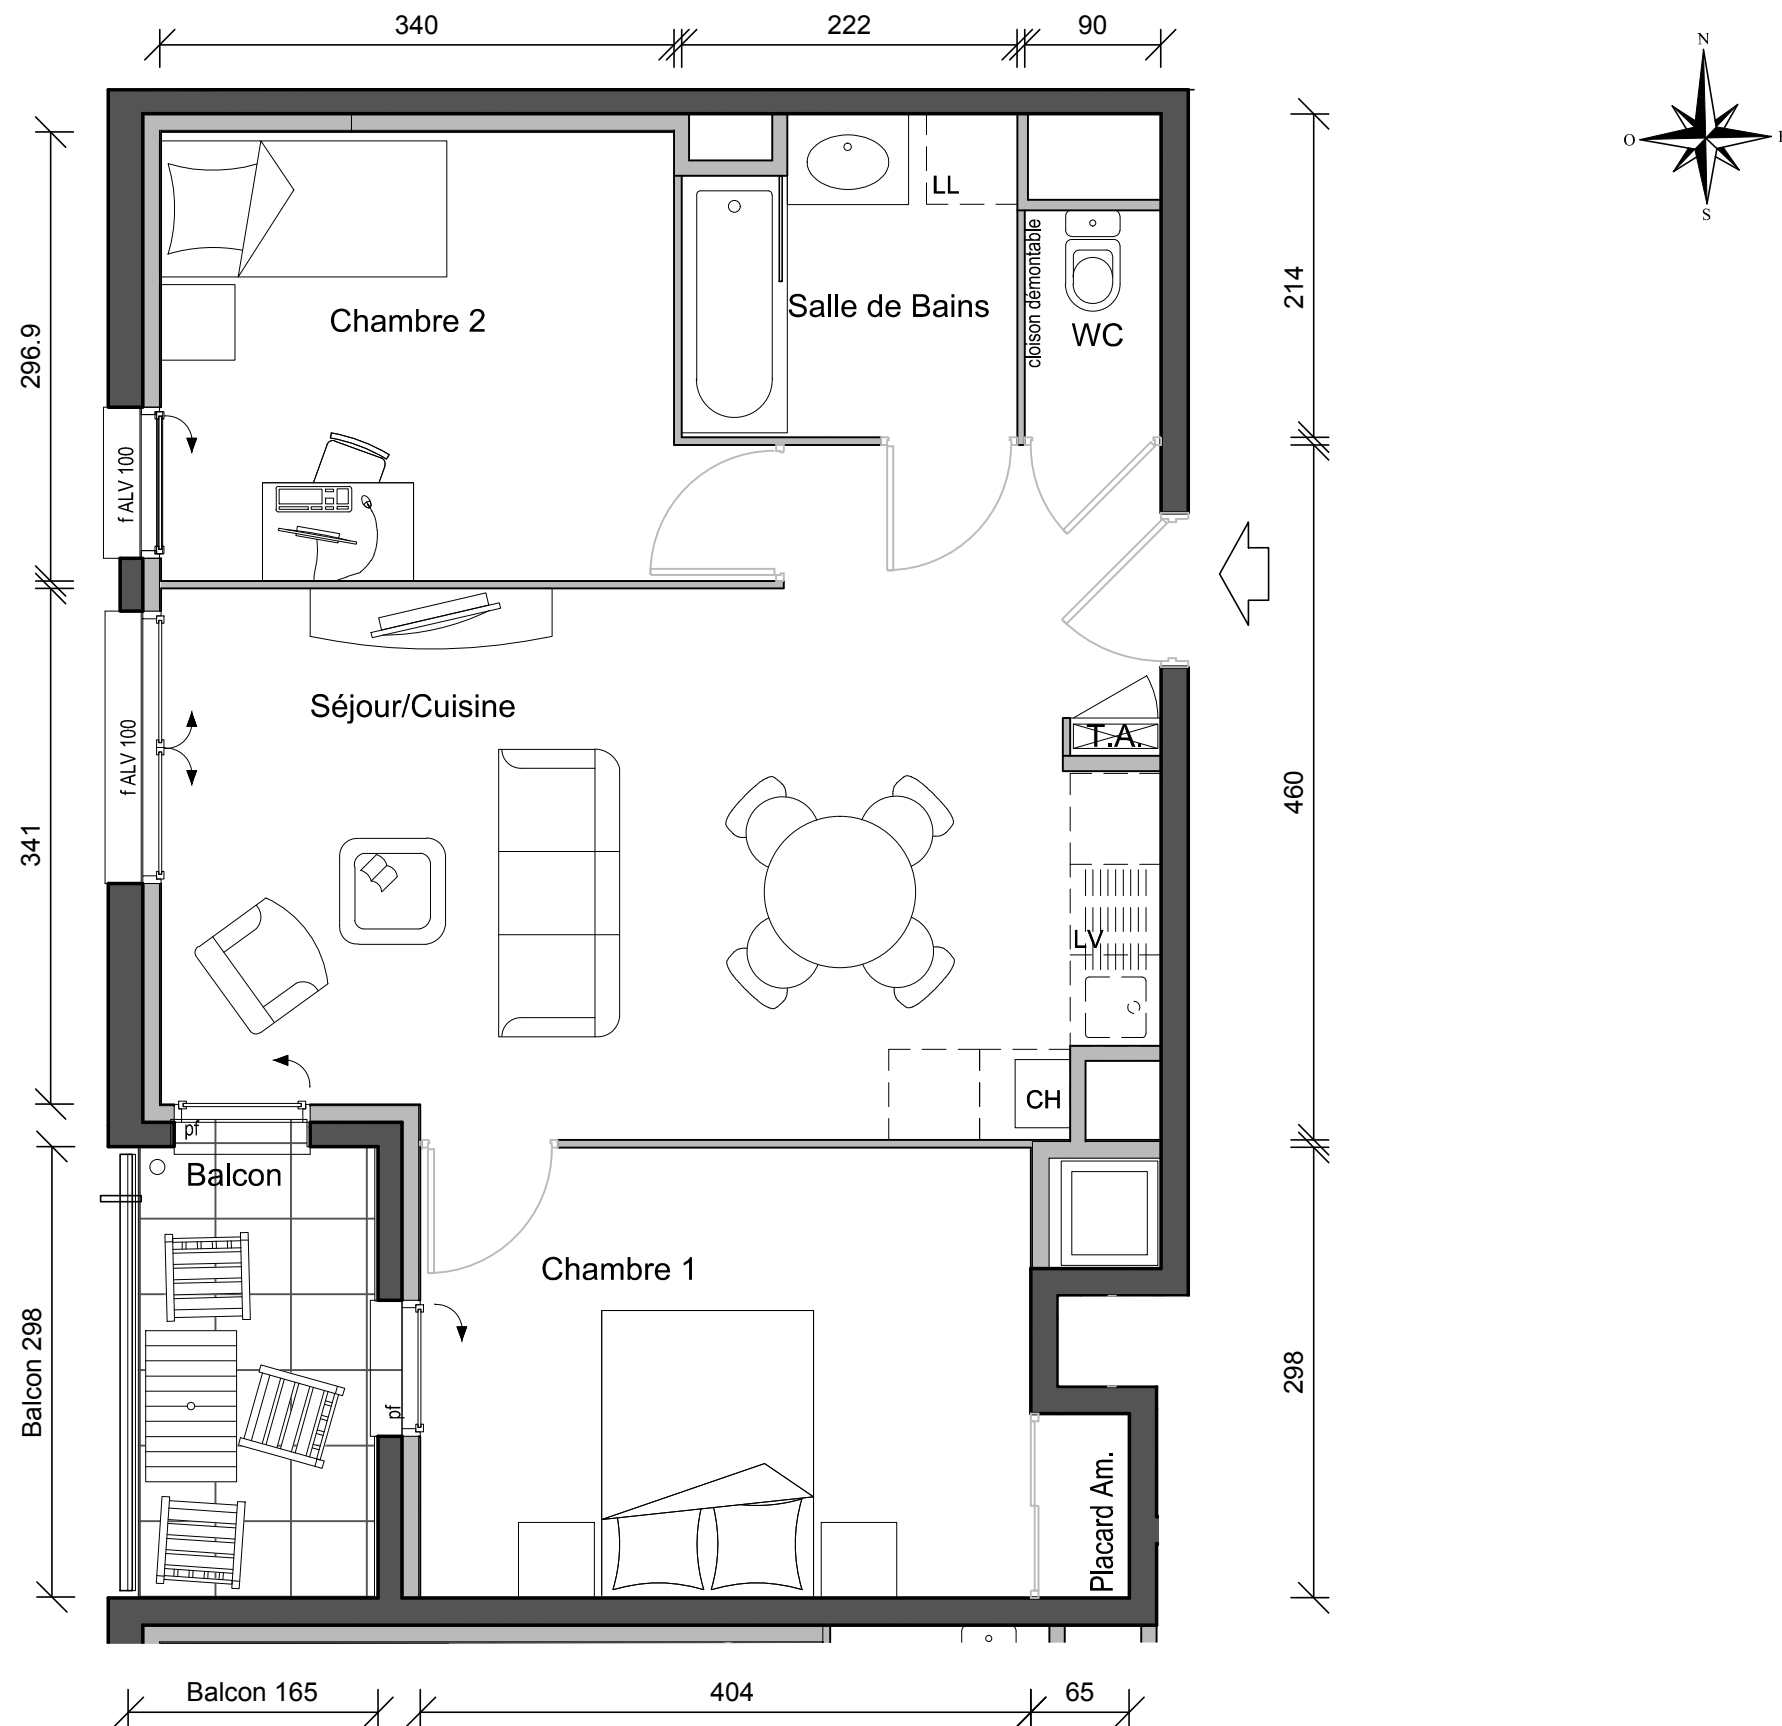 340
222
90
N
O
E
S
LL
cloison démontable
214
Salle de Bains
Chambre 2
WC
296.9
f ALV 100
Séjour/Cuisine
T.A.
f ALV 100
460
341
LV
CH
pf
Balcon
Chambre 1
Balcon 298
298
pf
Placard Am.
Balcon 165
404
65